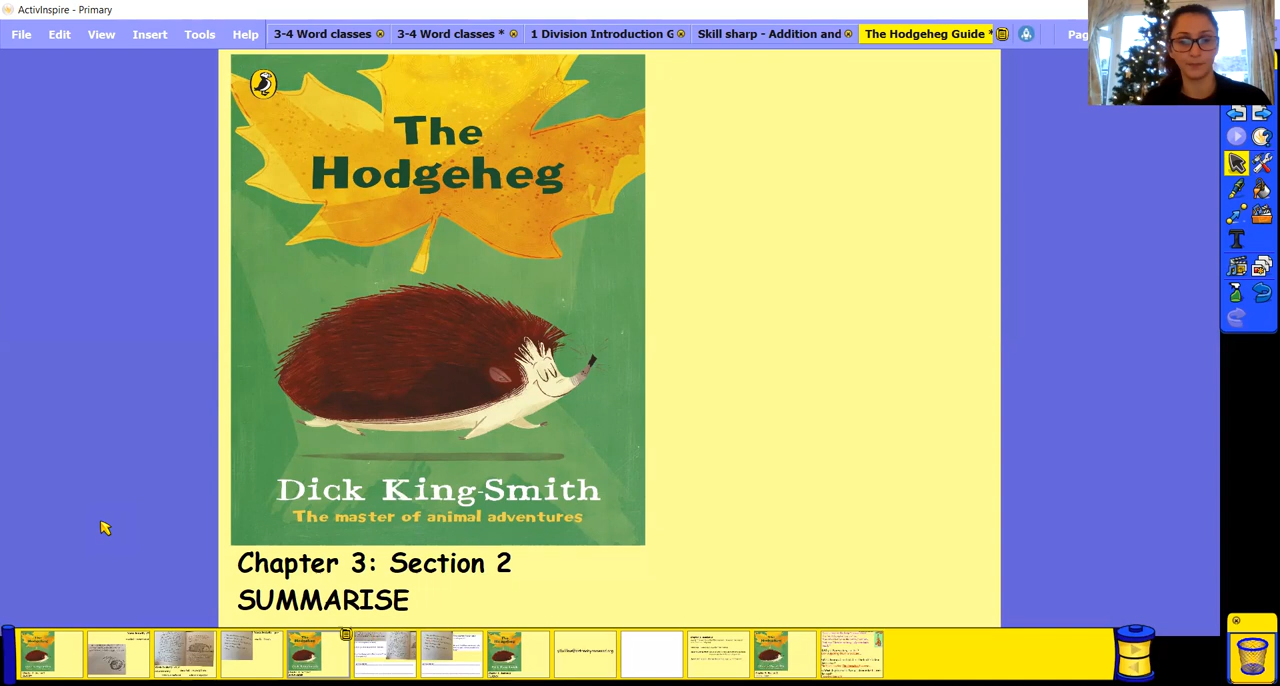 ActivInspire - Primary
File Edit View Insert Tools Help
3-4 Word classes
3-4 Word classes *
1 Division Introduction G
Skill sharp - Addition and
The Hodgeheg Guide *
The
Hodgeheg
Dick King-Smith
The master of animal adventures
Chapter 3: Section 2
SUMMARISE